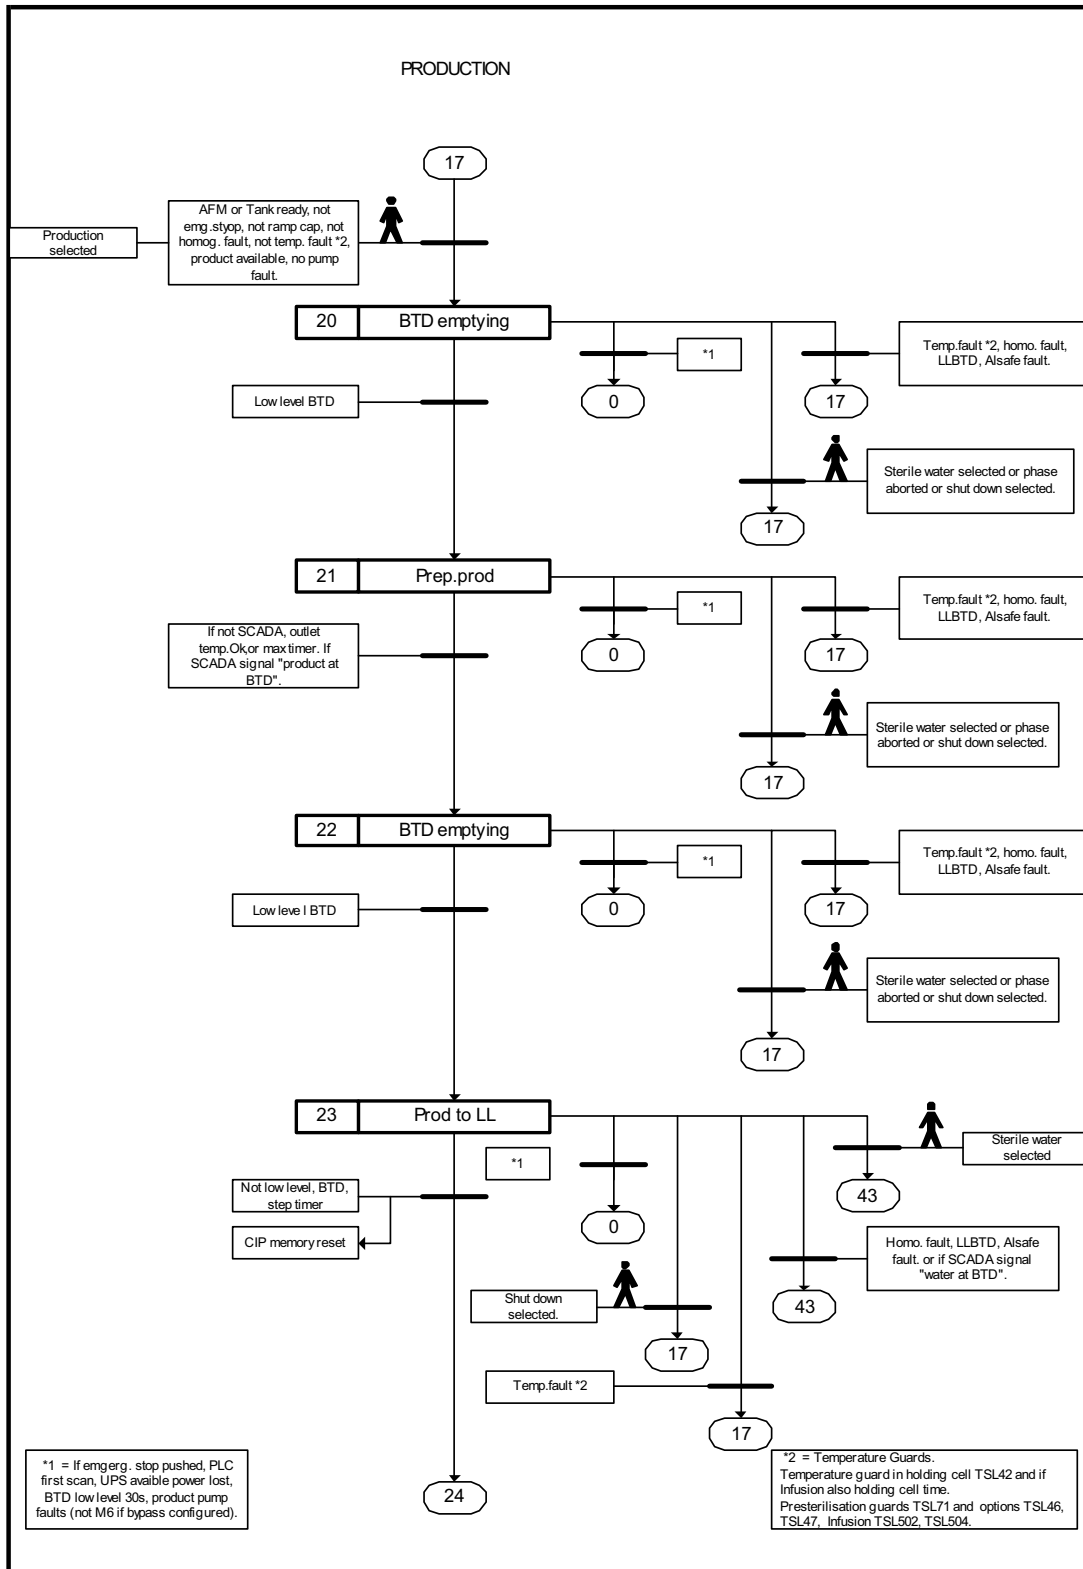 PRODUCTION
17
Production
selected
AFM or Tank ready, not
emg.styop, not ramp cap, not
homog. fault, not temp. fault *2,
product available, no pump
fault.
20
BTD emptying
*1
0
17
Temp.fault *2, homo. fault,
LLBTD, Alsafe fault.
Low level BTD
Sterile water selected or phase
aborted or shut down selected.
17
21
Prep.prod
*1
0
17
Temp.fault *2, homo. fault,
LLBTD, Alsafe fault.
If not SCADA, outlet
temp.Ok,or maxtimer. If
SCADA signal "product at
BTD".
Sterile water selected or phase
aborted or shut down selected.
17
22
BTD emptying
*1
0
17
Temp.fault *2, homo. fault,
LLBTD, Alsafe fault.
Low level BTD
Sterile water selected or phase
aborted or shut down selected.
17
23
Prod to LL
*1
0
Sterile water
selected
43
Not low level, BTD,
step timer
CIP memory reset
Homo. fault, LLBTD, Alsafe
fault. or if SCADA signal
"water at BTD".
43
Shut down
selected.
17
Temp.fault *2
17
24
*1 = If emgerg. stop pushed, PLC
first scan, UPS avaible power lost,
BTD low level 30s, product pump
faults (not M6 if bypass configured).
*2 = Temperature Guards.
Temperature guard in holding cell TSL42 and if
Infusion also holding cell time.
Presterilisation guards TSL71 and options TSL46,
TSL47, Infusion TSL502, TSL504.